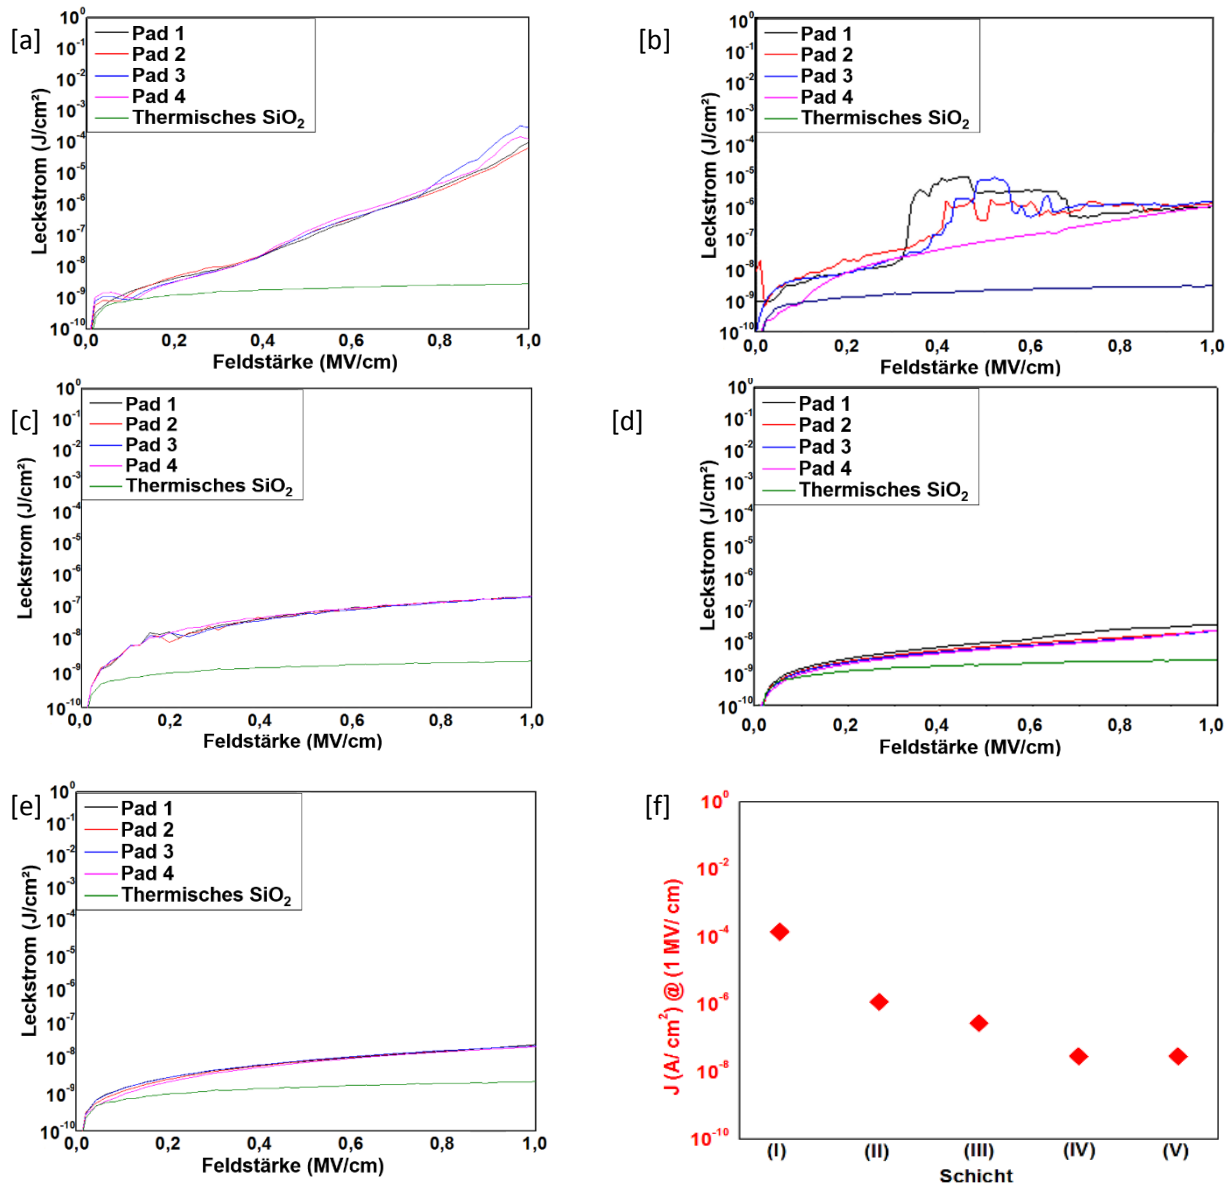 [a]
Leckstrom (J/cm²)
10⁰
10⁻¹
10⁻²
10⁻³
10⁻⁴
10⁻⁵
10⁻⁶
10⁻⁷
10⁻⁸
10⁻⁹
10⁻¹⁰
Pad 1
Pad 2
Pad 3
Pad 4
Thermisches SiO₂
0,0 0,2 0,4 0,6 0,8 1,0
Feldstärke (MV/cm)
[b]
Leckstrom (J/cm²)
10⁰
10⁻¹
10⁻²
10⁻³
10⁻⁴
10⁻⁵
10⁻⁶
10⁻⁷
10⁻⁸
10⁻⁹
10⁻¹⁰
Pad 1
Pad 2
Pad 3
Pad 4
Thermisches SiO₂
0,0 0,2 0,4 0,6 0,8 1,0
Feldstärke (MV/cm)
[c]
Leckstrom (J/cm²)
10⁰
10⁻¹
10⁻²
10⁻³
10⁻⁴
10⁻⁵
10⁻⁶
10⁻⁷
10⁻⁸
10⁻⁹
10⁻¹⁰
Pad 1
Pad 2
Pad 3
Pad 4
Thermisches SiO₂
0,0 0,2 0,4 0,6 0,8 1,0
Feldstärke (MV/cm)
[d]
Leckstrom (J/cm²)
10⁰
10⁻¹
10⁻²
10⁻³
10⁻⁴
10⁻⁵
10⁻⁶
10⁻⁷
10⁻⁸
10⁻⁹
10⁻¹⁰
Pad 1
Pad 2
Pad 3
Pad 4
Thermisches SiO₂
0,0 0,2 0,4 0,6 0,8 1,0
Feldstärke (MV/cm)
[e]
Leckstrom (J/cm²)
10⁰
10⁻¹
10⁻²
10⁻³
10⁻⁴
10⁻⁵
10⁻⁶
10⁻⁷
10⁻⁸
10⁻⁹
10⁻¹⁰
Pad 1
Pad 2
Pad 3
Pad 4
Thermisches SiO₂
0,0 0,2 0,4 0,6 0,8 1,0
Feldstärke (MV/cm)
[f]
J (A/ cm²) @ (1 MV/ cm)
10⁰
10⁻²
10⁻⁴
10⁻⁶
10⁻⁸
10⁻¹⁰
(I) (II) (III) (IV) (V)
Schicht